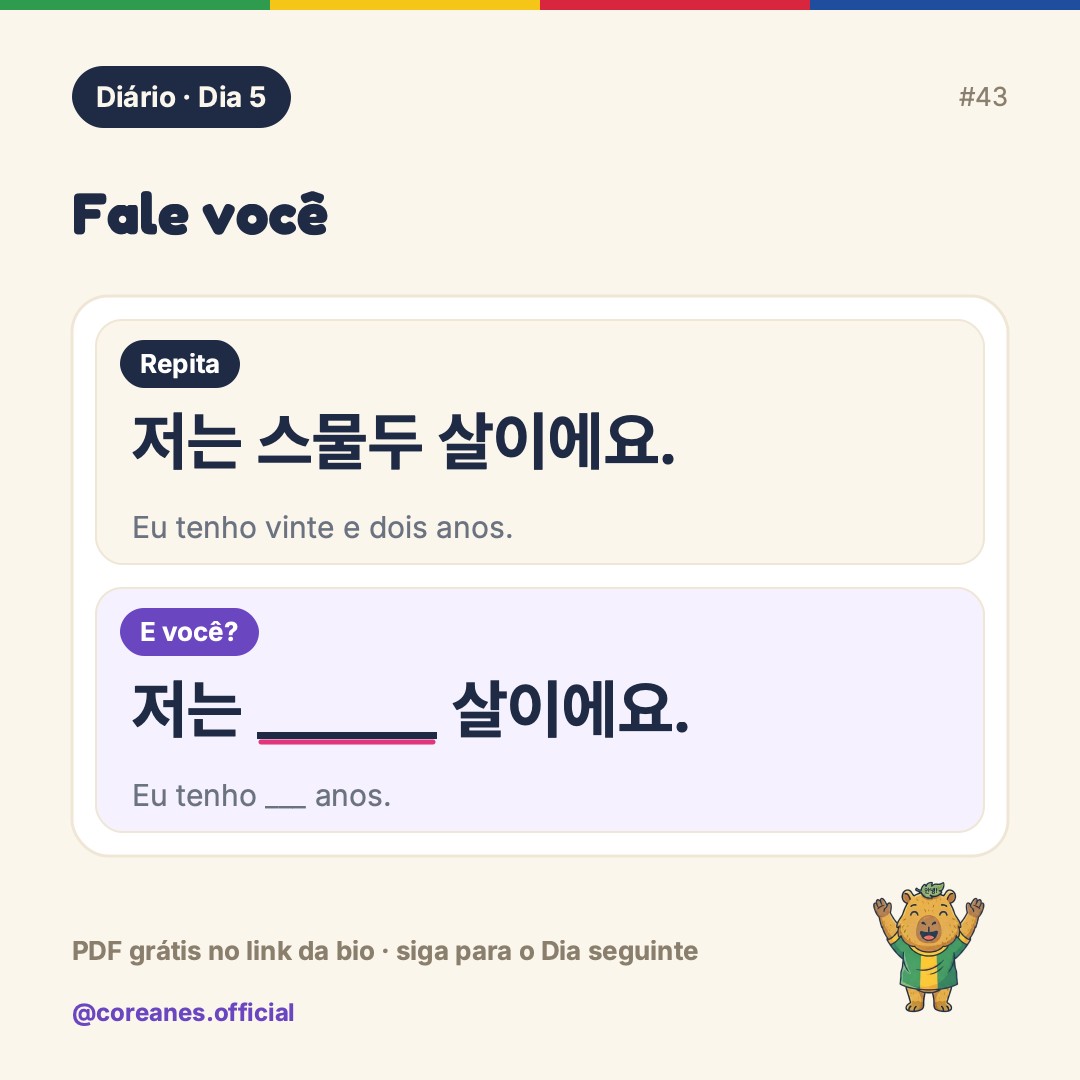 Diário · Dia 5
#43
Fale você
Repita
저는 스물두 살이에요.
Eu tenho vinte e dois anos.
E você?
저는 ______ 살이에요.
Eu tenho ___ anos.
PDF grátis no link da bio · siga para o Dia seguinte
@coreanes.official